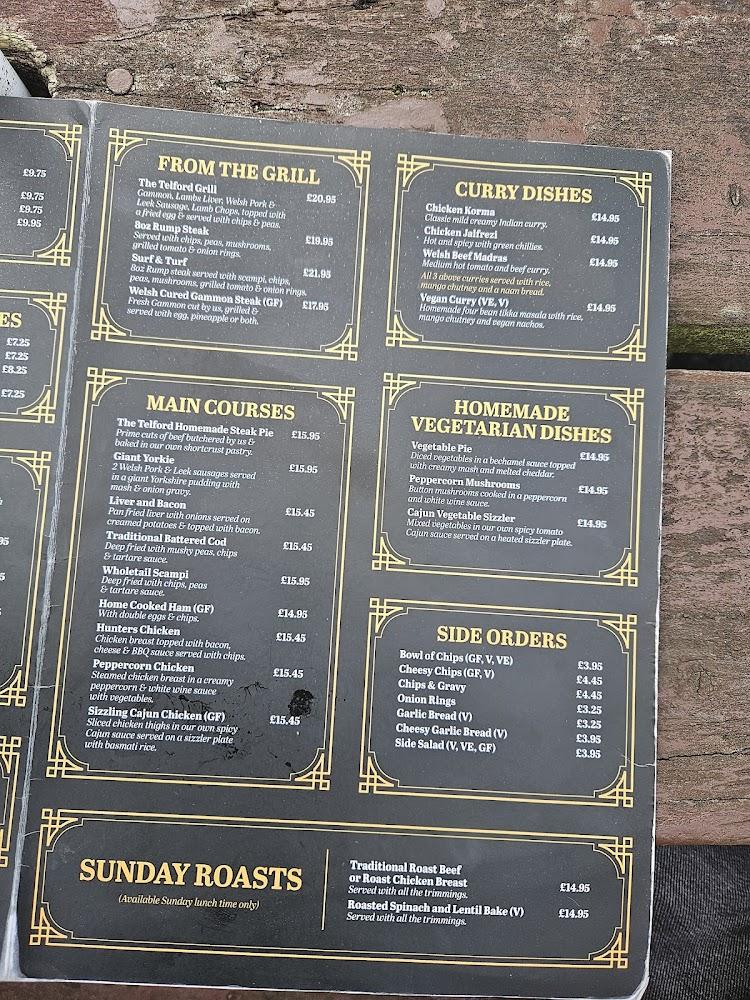 £9.75
£9.75
£9.75
£9.95
ES
£7.25
£7.25
£8.25
£7.25
FROM THE GRILL
The Telford Grill £20.95
Gammon, Lambs Liver, Welsh Pork &
Leek Sausage, Lamb Chops, topped with
a fried egg & served with chips & peas.
8oz Rump Steak £19.95
Served with chips, peas, mushrooms,
grilled tomato & onion rings.
Surf & Turf £21.95
8oz Rump steak served with scampi, chips,
peas, mushrooms, grilled tomato & onion rings.
Welsh Cured Gammon Steak (GF) £17.95
Fresh Gammon cut by us, grilled &
served with egg, pineapple or both.
MAIN COURSES
The Telford Homemade Steak Pie £15.95
Prime cuts of beef butchered by us &
baked in our own shortcrust pastry.
Giant Yorkie £15.95
2 Welsh Pork & Leek sausages served
in a giant Yorkshire pudding with
mash & onion gravy.
Liver and Bacon £15.45
Pan fried liver with onions served on
creamed potatoes & topped with bacon.
Traditional Battered Cod £15.45
Deep fried with mushy peas, chips
& tartare sauce.
Wholetail Scampi £15.95
Deep fried with chips, peas
& tartare sauce.
Home Cooked Ham (GF) £14.95
With double eggs & chips.
Hunters Chicken £15.45
Chicken breast topped with bacon,
cheese & BBQ sauce served with chips.
Peppercorn Chicken £15.45
Steamed chicken breast in a creamy
peppercorn & white wine sauce
with vegetables.
Sizzling Cajun Chicken (GF) £15.45
Sliced chicken thighs in our own spicy
Cajun sauce served on a sizzler plate
with basmati rice.
CURRY DISHES
Chicken Korma £14.95
Classic mild creamy Indian curry.
Chicken Jalfrezi £14.95
Hot and spicy with green chillies.
Welsh Beef Madras £14.95
Medium hot tomato and beef curry.
All 3 above curries served with rice,
mango chutney and a naan bread.
Vegan Curry (VE, V) £14.95
Homemade four bean tikka masala with rice,
mango chutney and vegan nachos.
HOMEMADE
VEGETARIAN DISHES
Vegetable Pie £14.95
Diced vegetables in a bechamel sauce topped
with creamy mash and melted cheddar.
Peppercorn Mushrooms £14.95
Button mushrooms cooked in a peppercorn
and white wine sauce.
Cajun Vegetable Sizzler £14.95
Mixed vegetables in our own spicy tomato
Cajun sauce served on a heated sizzler plate.
SIDE ORDERS
Bowl of Chips (GF, V, VE) £3.95
Cheesy Chips (GF, V) £4.45
Chips & Gravy £4.45
Onion Rings £3.25
Garlic Bread (V) £3.25
Cheesy Garlic Bread (V) £3.95
Side Salad (V, VE, GF) £3.95
SUNDAY ROASTS
(Available Sunday lunch time only)
Traditional Roast Beef
or Roast Chicken Breast £14.95
Served with all the trimmings.
Roasted Spinach and Lentil Bake (V) £14.95
Served with all the trimmings.